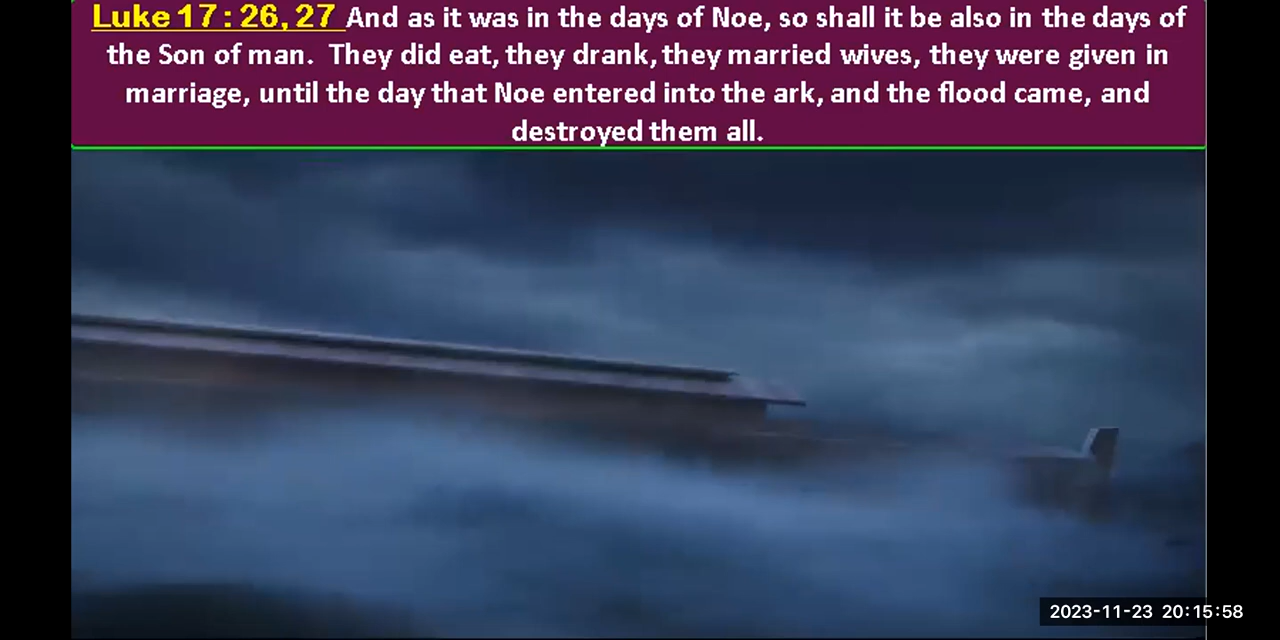 Luke 17 : 26, 27 And as it was in the days of Noe, so shall it be also in the days of
the Son of man. They did eat, they drank, they married wives, they were given in
marriage, until the day that Noe entered into the ark, and the flood came, and
destroyed them all.
2023-11-23 20:15:58